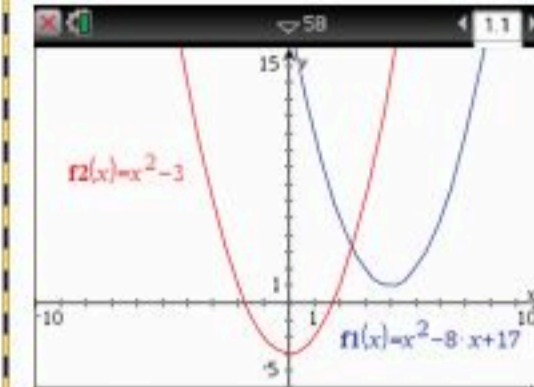 58 1.1
15 y
f2(x)=x²-3
1
-10 1 10 x
f1(x)=x²-8·x+17
-5